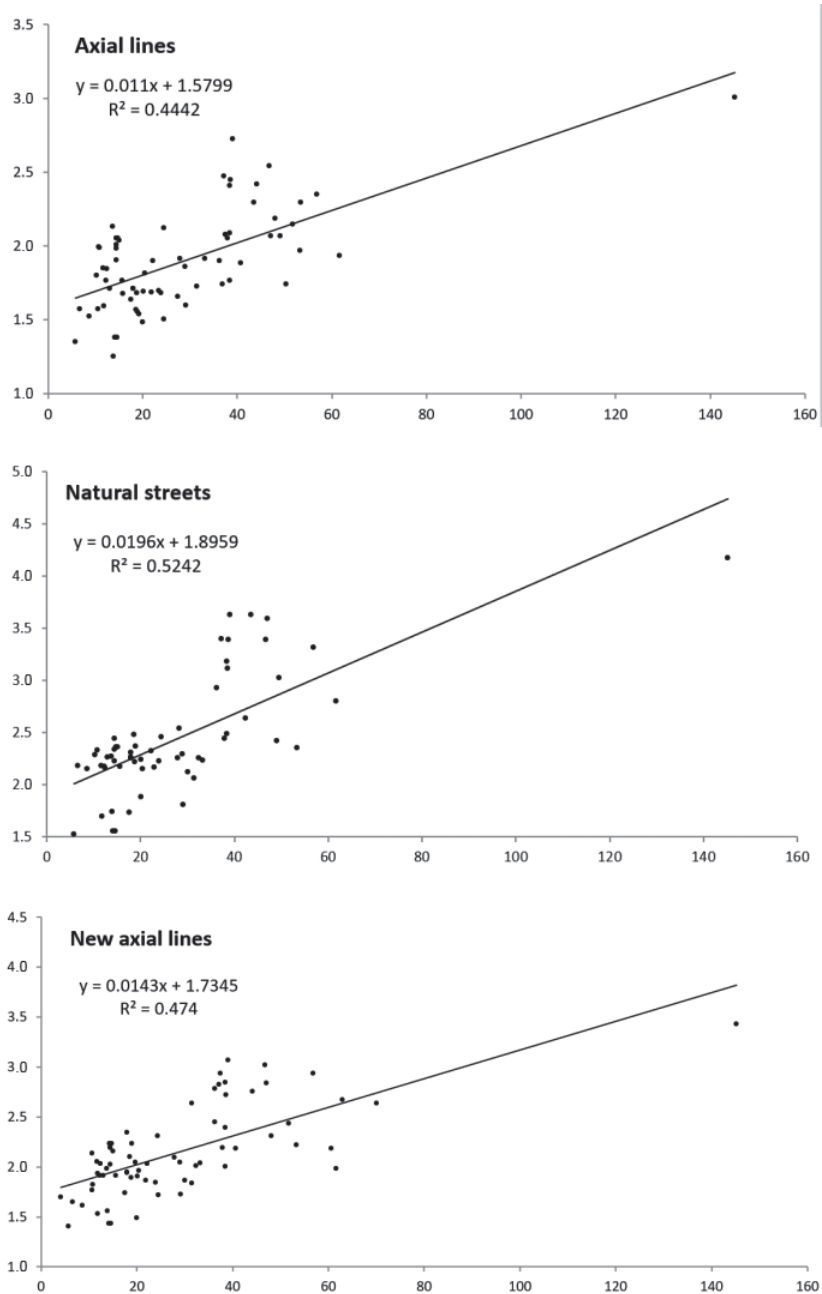 3.5
Axial lines
y = 0.011x + 1.5799
R² = 0.4442
3.0
2.5
2.0
1.5
1.0
0 20 40 60 80 100 120 140 160
5.0
Natural streets
4.5
y = 0.0196x + 1.8959
R² = 0.5242
4.0
3.5
3.0
2.5
2.0
1.5
0 20 40 60 80 100 120 140 160
4.5
New axial lines
4.0
y = 0.0143x + 1.7345
R² = 0.474
3.5
3.0
2.5
2.0
1.5
1.0
0 20 40 60 80 100 120 140 160